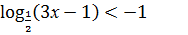 log_{1/2}(3x − 1) < −1